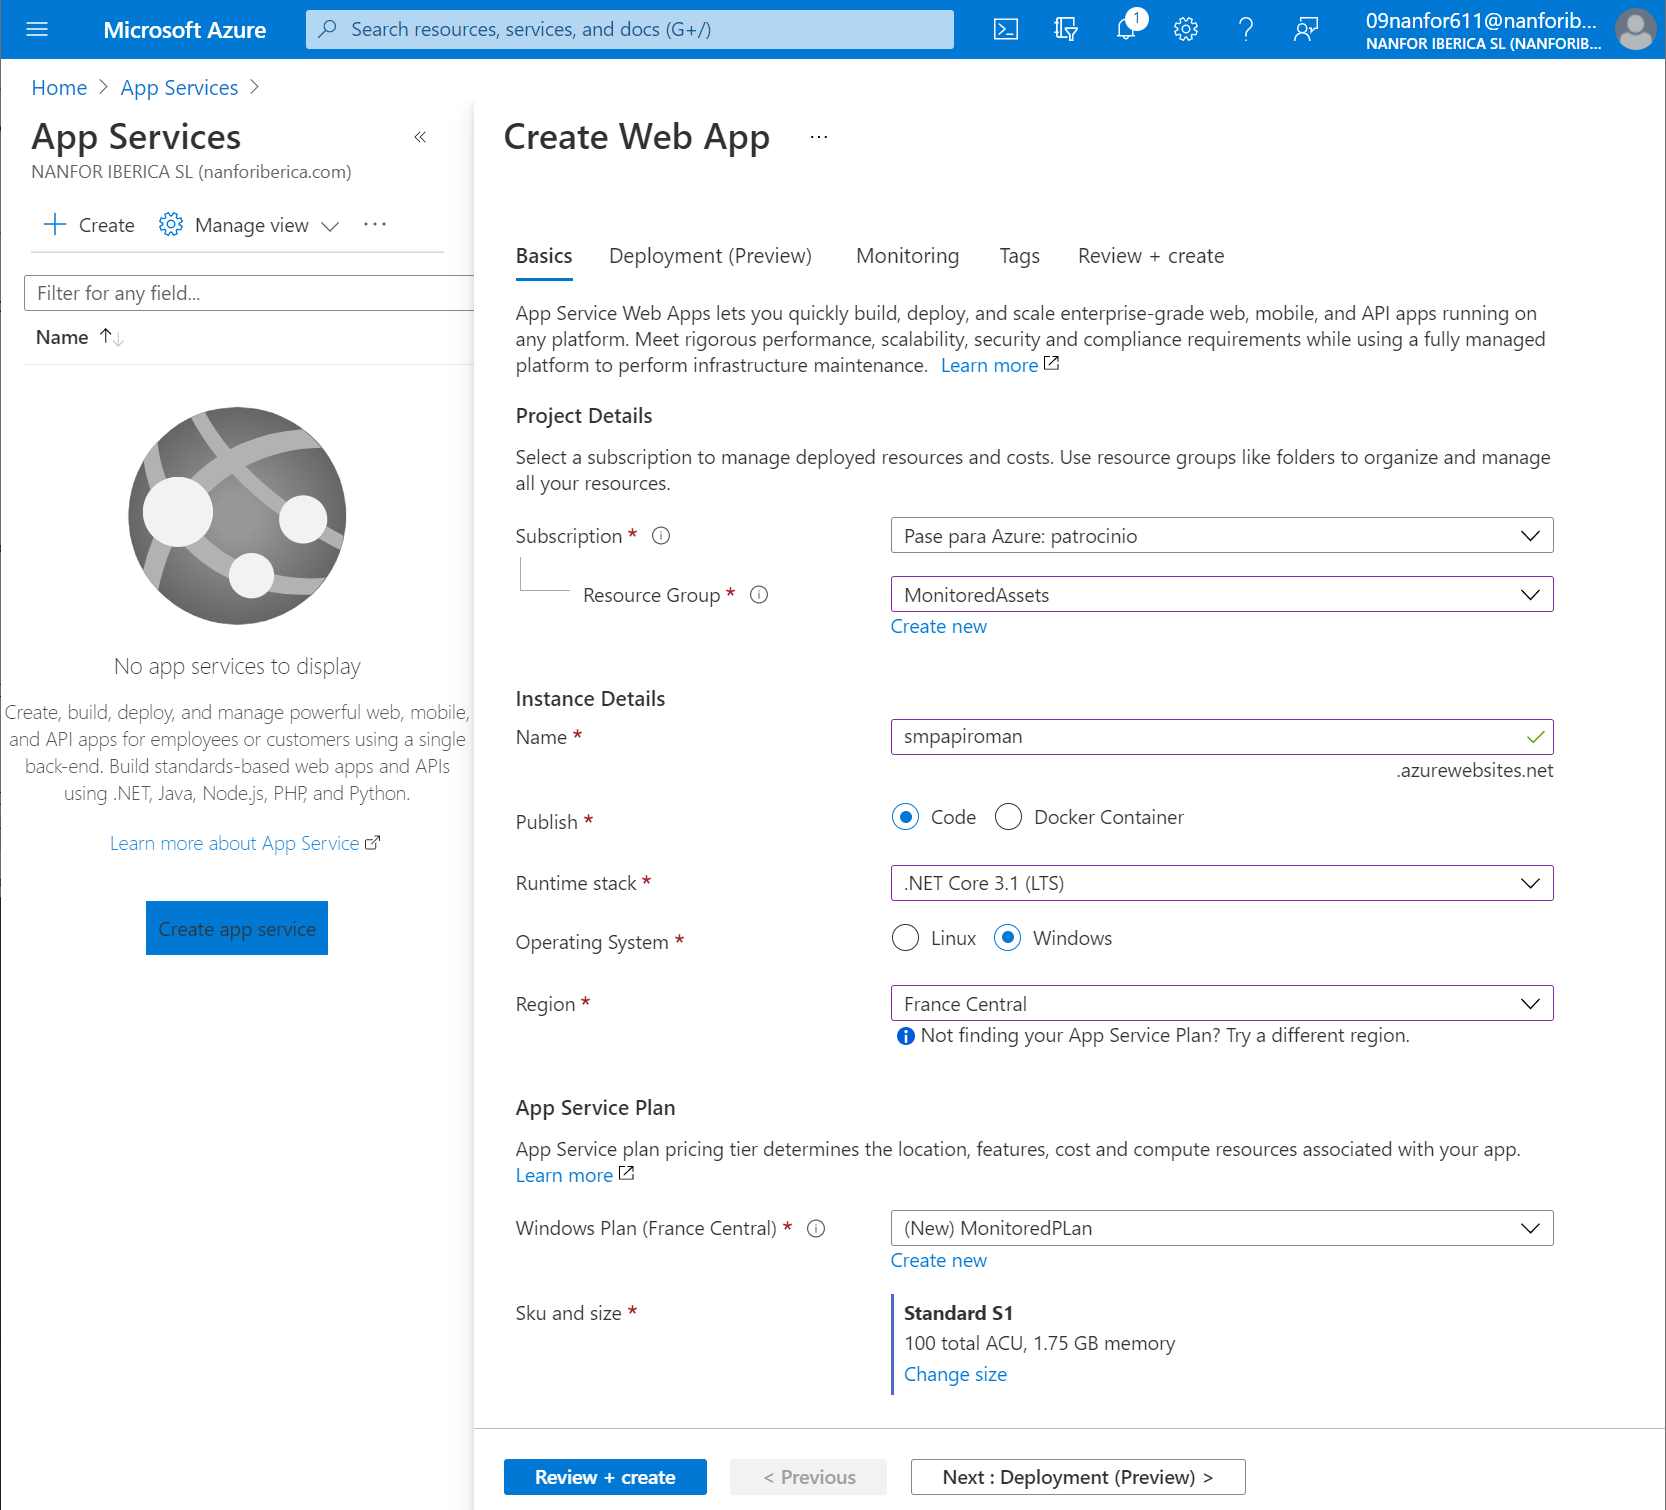 Microsoft Azure
Search resources, services, and docs (G+/)
1
09nanfor611@nanforib...
NANFOR IBERICA SL (NANFORIB...
Home > App Services >
App Services
NANFOR IBERICA SL (nanforiberica.com)
Create
Manage view
Filter for any field...
Name
No app services to display
Create, build, deploy, and manage powerful web, mobile,
and API apps for employees or customers using a single
back-end. Build standards-based web apps and APIs
using .NET, Java, Node.js, PHP, and Python.
Learn more about App Service
Create app service
Create Web App ...
Basics
Deployment (Preview)
Monitoring
Tags
Review + create
App Service Web Apps lets you quickly build, deploy, and scale enterprise-grade web, mobile, and API apps running on
any platform. Meet rigorous performance, scalability, security and compliance requirements while using a fully managed
platform to perform infrastructure maintenance. Learn more
Project Details
Select a subscription to manage deployed resources and costs. Use resource groups like folders to organize and manage
all your resources.
Subscription *
Pase para Azure: patrocinio
Resource Group *
MonitoredAssets
Create new
Instance Details
Name *
smpapiroman
.azurewebsites.net
Publish *
Code
Docker Container
Runtime stack *
.NET Core 3.1 (LTS)
Operating System *
Linux
Windows
Region *
France Central
Not finding your App Service Plan? Try a different region.
App Service Plan
App Service plan pricing tier determines the location, features, cost and compute resources associated with your app.
Learn more
Windows Plan (France Central) *
(New) MonitoredPLan
Create new
Sku and size *
Standard S1
100 total ACU, 1.75 GB memory
Change size
Review + create
< Previous
Next : Deployment (Preview) >